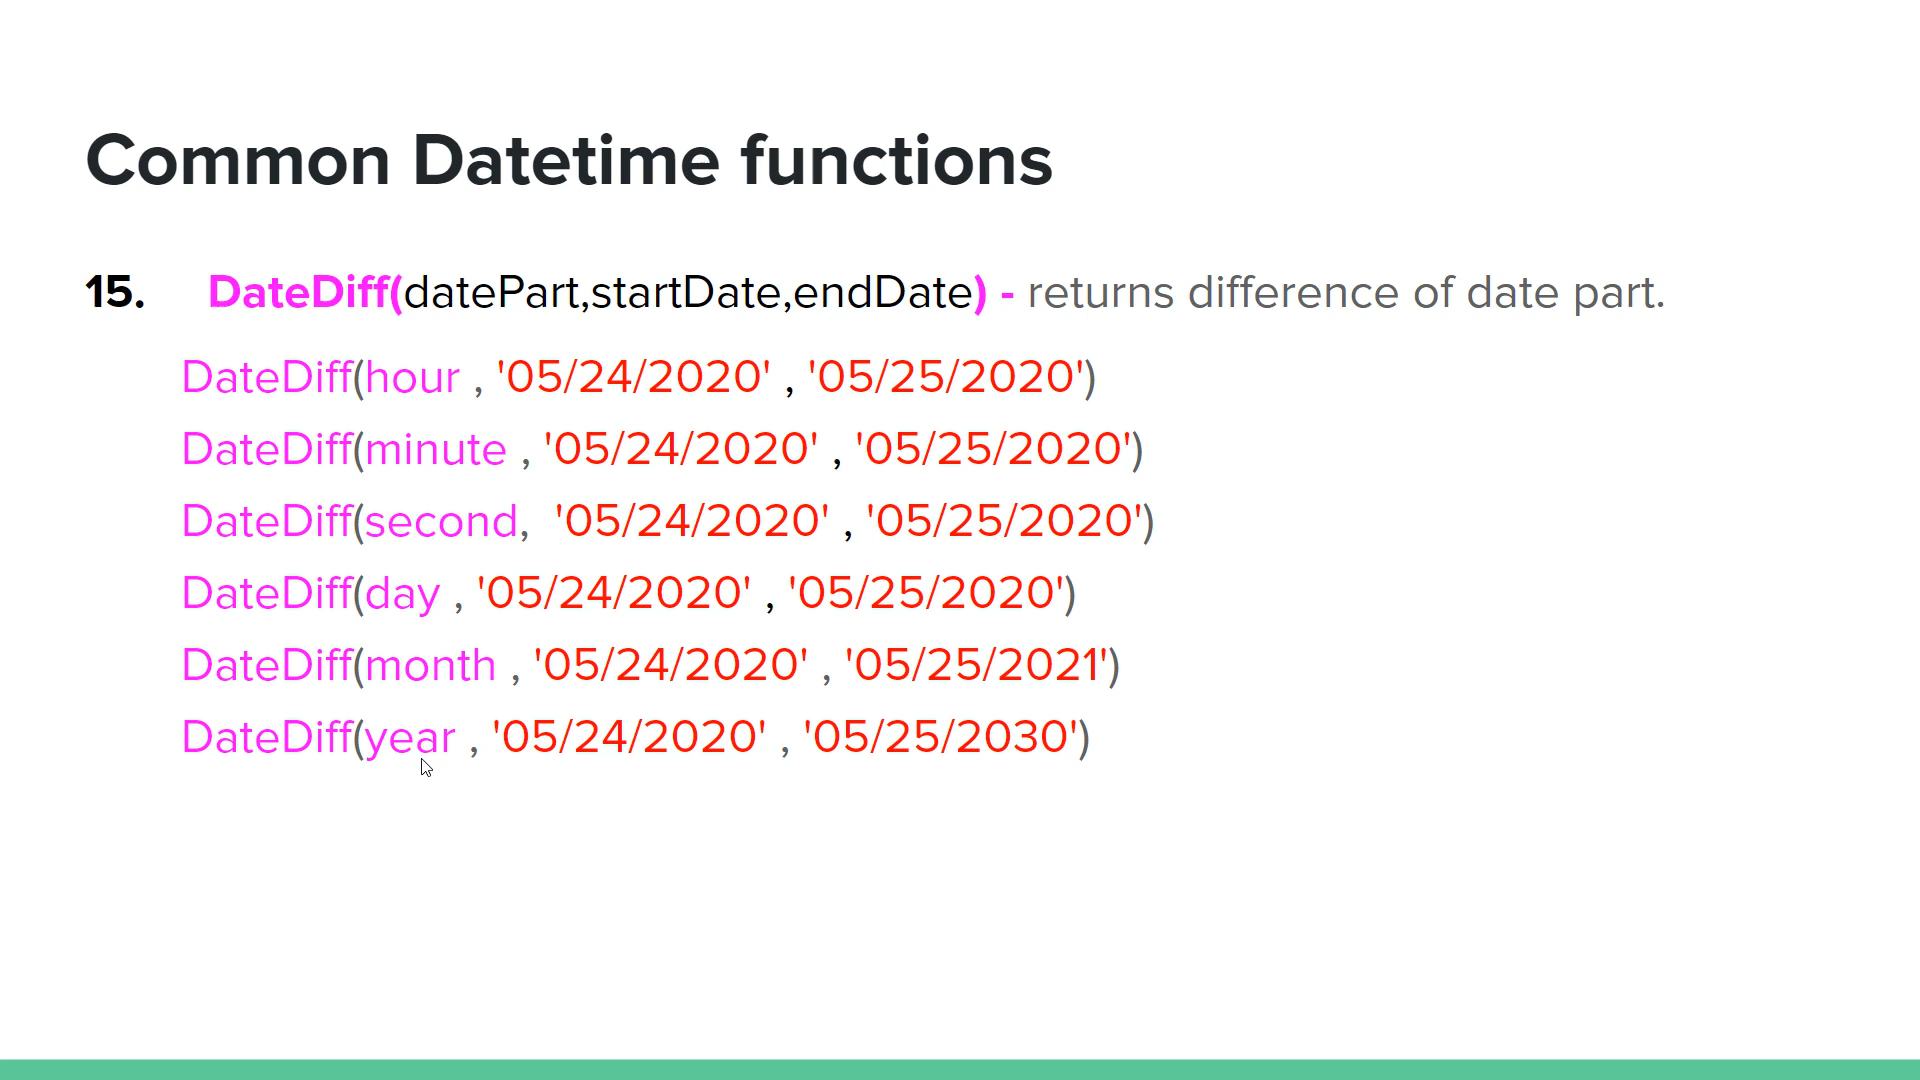 Common Datetime functions
15. DateDiff(datePart,startDate,endDate) - returns difference of date part.
DateDiff(hour , '05/24/2020' , '05/25/2020')
DateDiff(minute , '05/24/2020' , '05/25/2020')
DateDiff(second, '05/24/2020' , '05/25/2020')
DateDiff(day , '05/24/2020' , '05/25/2020')
DateDiff(month , '05/24/2020' , '05/25/2021')
DateDiff(year , '05/24/2020' , '05/25/2030')